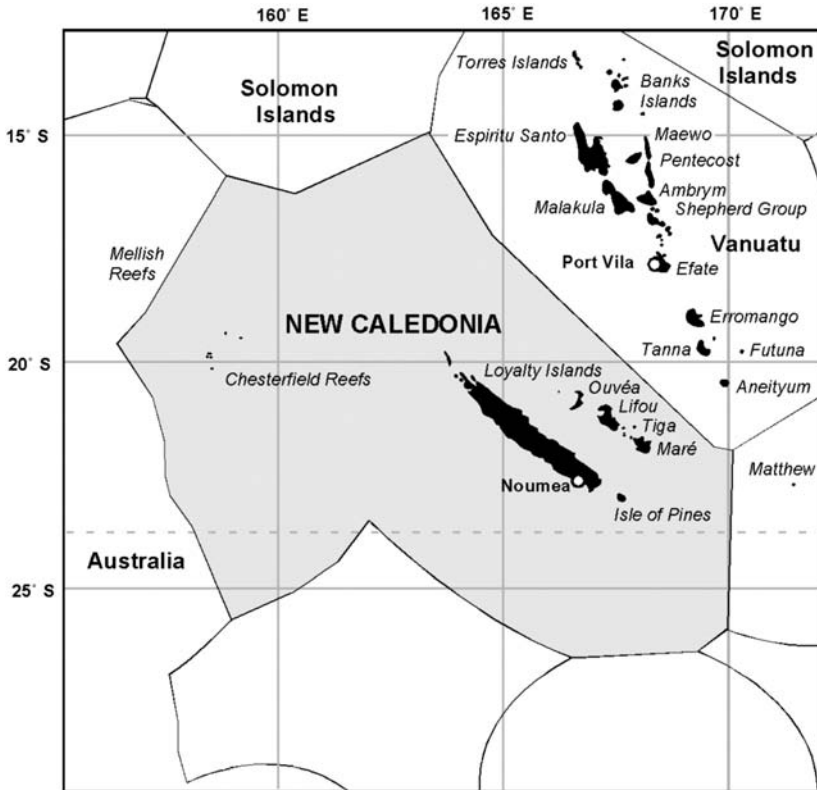 160° E
165° E
170° E
Torres Islands
Solomon
Islands
Solomon
Islands
Banks
Islands
15° S
Espiritu Santo
Maewo
Pentecost
Ambrym
Malakula
Shepherd Group
Mellish
Reefs
Vanuatu
Port Vila
Efate
NEW CALEDONIA
Erromango
Tanna
Futuna
20° S
Chesterfield Reefs
Loyalty Islands
Ouvéa
Aneityum
Lifou
Tiga
Maré
Matthew
Noumea
Isle of Pines
Australia
25° S